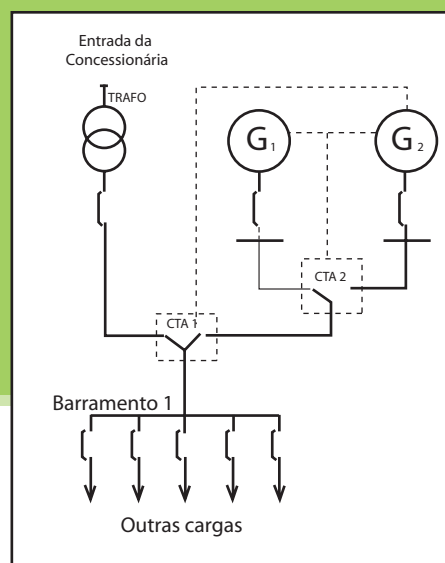 Entrada da
Concessionária
TRAFO
G1
G2
CTA 2
CTA 1
Barramento 1
Outras cargas